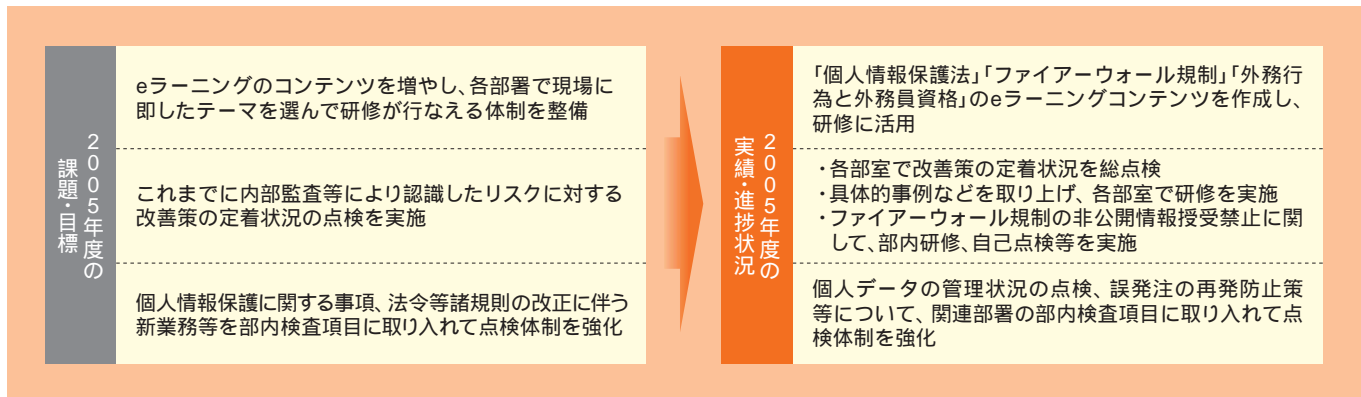 2005年度の
課題・目標
eラーニングのコンテンツを増やし、各部署で現場に
即したテーマを選んで研修が行なえる体制を整備
これまでに内部監査等により認識したリスクに対する
改善策の定着状況の点検を実施
個人情報保護に関する事項、法令等諸規則の改正に伴う
新業務等を部内検査項目に取り入れて点検体制を強化
2005年度の
実績・進捗状況
「個人情報保護法」「ファイアーウォール規制」「外務行
為と外務員資格」のeラーニングコンテンツを作成し、
研修に活用
・各部室で改善策の定着状況を総点検
・具体的事例などを取り上げ、各部室で研修を実施
・ファイアーウォール規制の非公開情報授受禁止に関
して、部内研修、自己点検等を実施
個人データの管理状況の点検、誤発注の再発防止策
等について、関連部署の部内検査項目に取り入れて点
検体制を強化